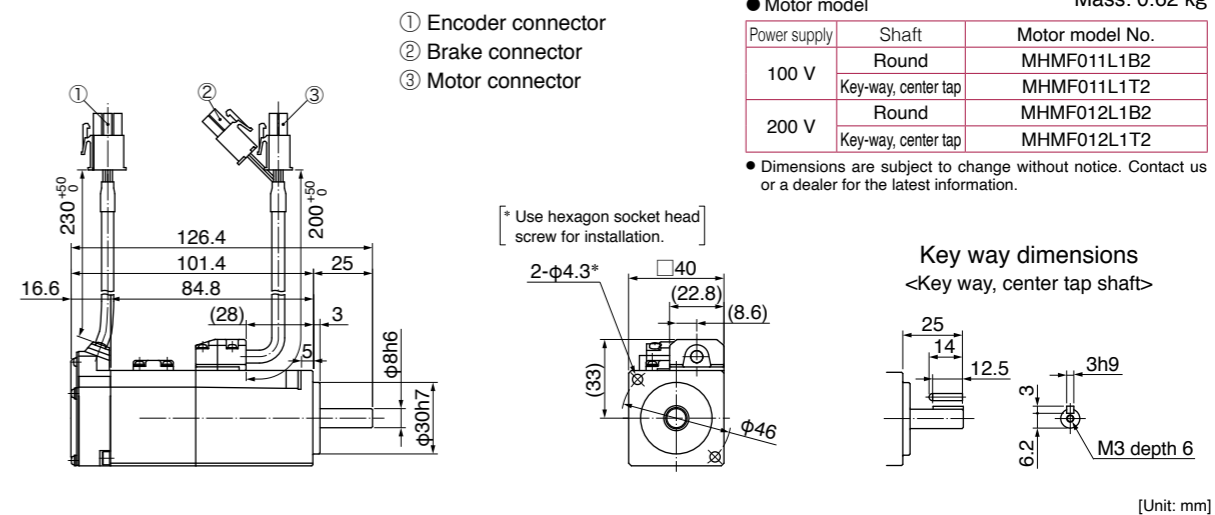 ① Encoder connector
② Brake connector
③ Motor connector
● Motor model
Mass: 0.62 kg
Power supply Shaft Motor model No.
100 V Round MHMF011L1B2
Key-way, center tap MHMF011L1T2
200 V Round MHMF012L1B2
Key-way, center tap MHMF012L1T2
● Dimensions are subject to change without notice. Contact us
or a dealer for the latest information.
①
②
③
230 +50 0
200 +50 0
126.4
101.4
25
16.6
84.8
(28)
3
5
φ8h6
φ30h7
* Use hexagon socket head
screw for installation.
2-φ4.3*
□40
(22.8)
(8.6)
(33)
φ46
Key way dimensions
<Key way, center tap shaft>
25
14
12.5
3h9
3
6.2
M3 depth 6
[Unit: mm]